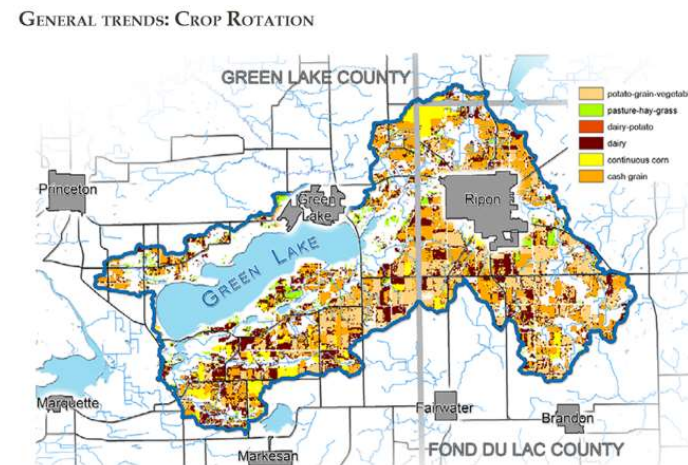 GENERAL TRENDS: CROP ROTATION
GREEN LAKE COUNTY
potato-grain-vegetab
pasture-hay-grass
dairy-potato
dairy
continuous corn
cash grain
Princeton
Green
Lake
Ripon
GREEN LAKE
Marquette
Fairwater
Brandon
Markesan
FOND DU LAC COUNTY